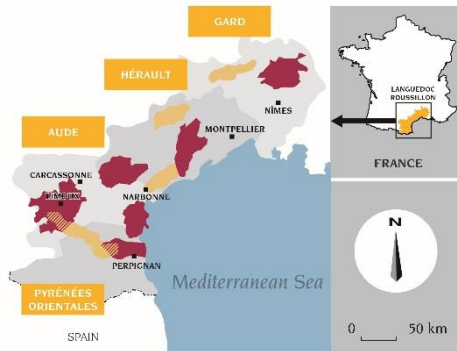 GARD
HÉRAULT
NÎMES
AUDE
MONTPELLIER
CARCASSONNE
LIMOUX
NARBONNE
PERPIGNAN
Mediterranean Sea
PYRÉNÉES
ORIENTALES
SPAIN
LANGUEDOC
ROUSSILLON
FRANCE
N
0 50 km